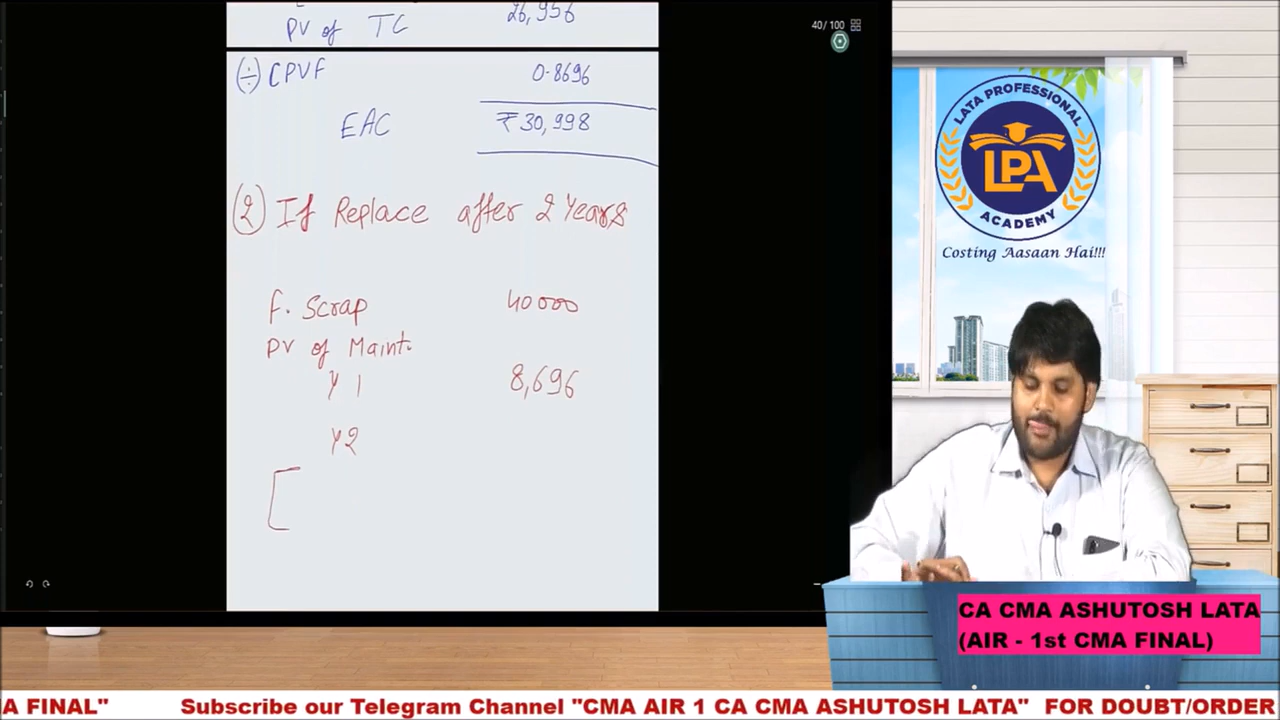 PV of TC 26,956
40/100
(÷) CPVF 0.8696
EAC ₹30,998
(2) If Replace after 2 Years
F. Scrap 40000
PV of Maint.
Y 1 8,696
Y2
LATA PROFESSIONAL
LPA
ACADEMY
Costing Aasaan Hai!!!
CA CMA ASHUTOSH LATA
(AIR - 1st CMA FINAL)
A FINAL" Subscribe our Telegram Channel "CMA AIR 1 CA CMA ASHUTOSH LATA" FOR DOUBT/ORDER